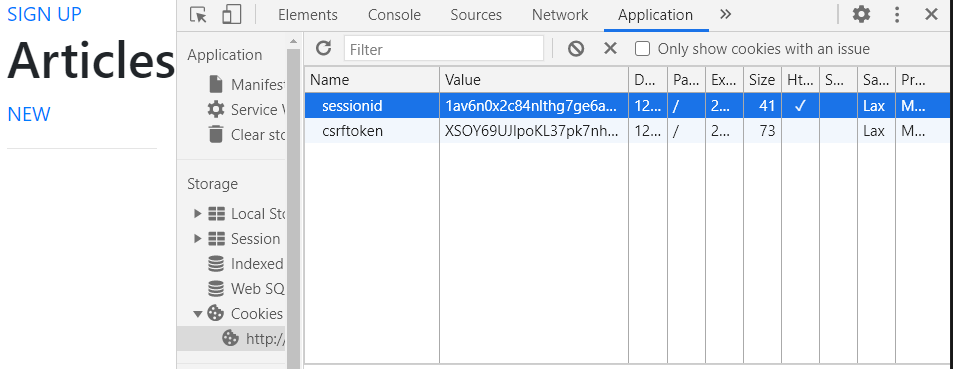 SIGN UP
Articles
NEW
Elements Console Sources Network Application »
Application
Manifest
Service W
Clear sto
Storage
Local Sto
Session
Indexed
Web SQ
Cookies
http://
Filter Only show cookies with an issue
Name Value D... Pa... Ex... Size Ht... S... Sa... Pr...
sessionid 1av6n0x2c84nlthg7ge6a... 12... / 2... 41 ✓ Lax M...
csrftoken XSOY69UJIpoKL37pk7nh... 12... / 2... 73 Lax M...